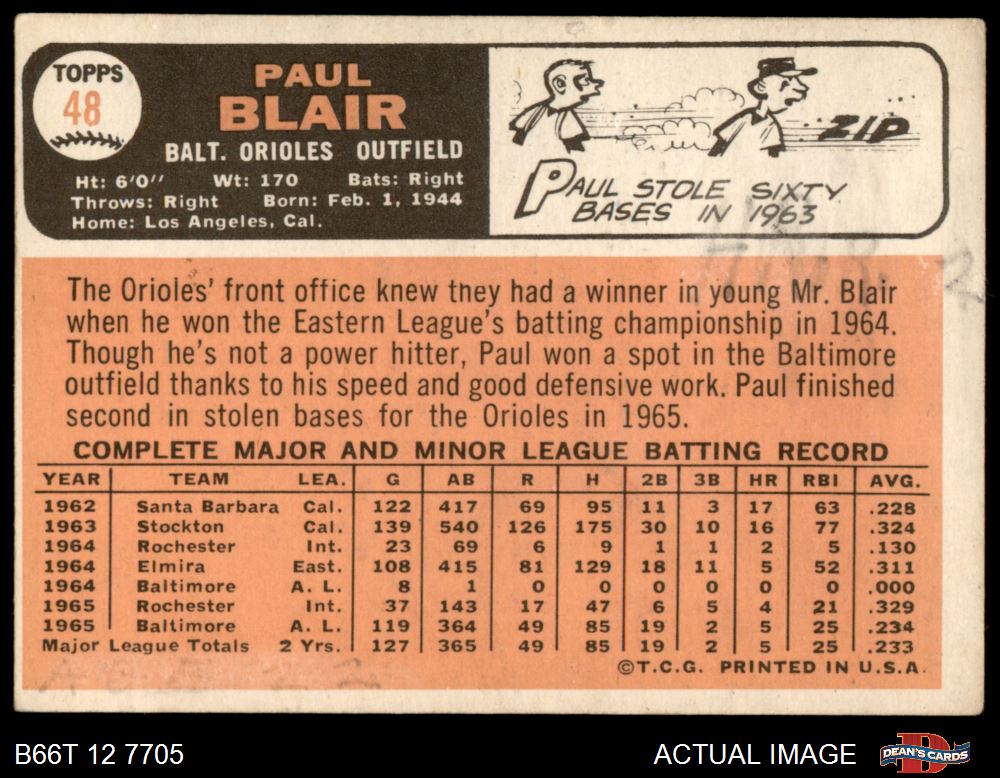 TOPPS
48
PAUL
BLAIR
BALT. ORIOLES OUTFIELD
Ht: 6'0'' Wt: 170 Bats: Right
Throws: Right Born: Feb. 1, 1944
Home: Los Angeles, Cal.
ZIP
PAUL STOLE SIXTY
BASES IN 1963
The Orioles' front office knew they had a winner in young Mr. Blair
when he won the Eastern League's batting championship in 1964.
Though he's not a power hitter, Paul won a spot in the Baltimore
outfield thanks to his speed and good defensive work. Paul finished
second in stolen bases for the Orioles in 1965.
COMPLETE MAJOR AND MINOR LEAGUE BATTING RECORD
YEAR TEAM LEA. G AB R H 2B 3B HR RBI AVG.
1962 Santa Barbara Cal. 122 417 69 95 11 3 17 63 .228
1963 Stockton Cal. 139 540 126 175 30 10 16 77 .324
1964 Rochester Int. 23 69 6 9 1 1 2 5 .130
1964 Elmira East. 108 415 81 129 18 11 5 52 .311
1964 Baltimore A. L. 8 1 0 0 0 0 0 0 .000
1965 Rochester Int. 37 143 17 47 6 5 4 21 .329
1965 Baltimore A. L. 119 364 49 85 19 2 5 25 .234
Major League Totals 2 Yrs. 127 365 49 85 19 2 5 25 .233
©T.C.G. PRINTED IN U.S.A.
B66T 12 7705
ACTUAL IMAGE
DEAN'S CARDS